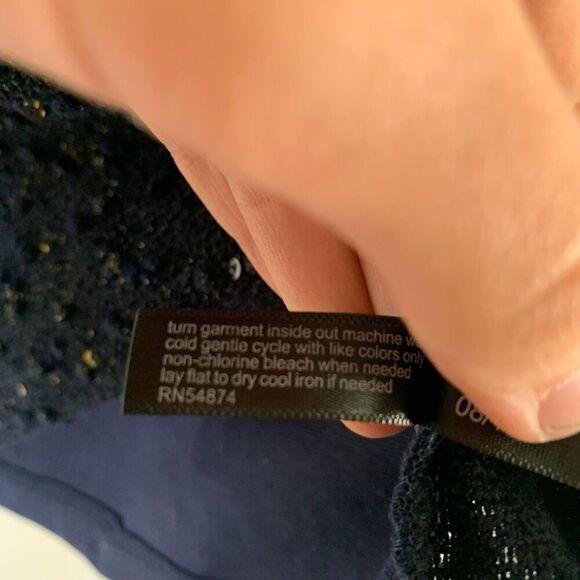 turn garment inside out machine
cold gentle cycle with like colors only
non-chlorine bleach when needed
lay flat to dry cool iron if needed
RN54874